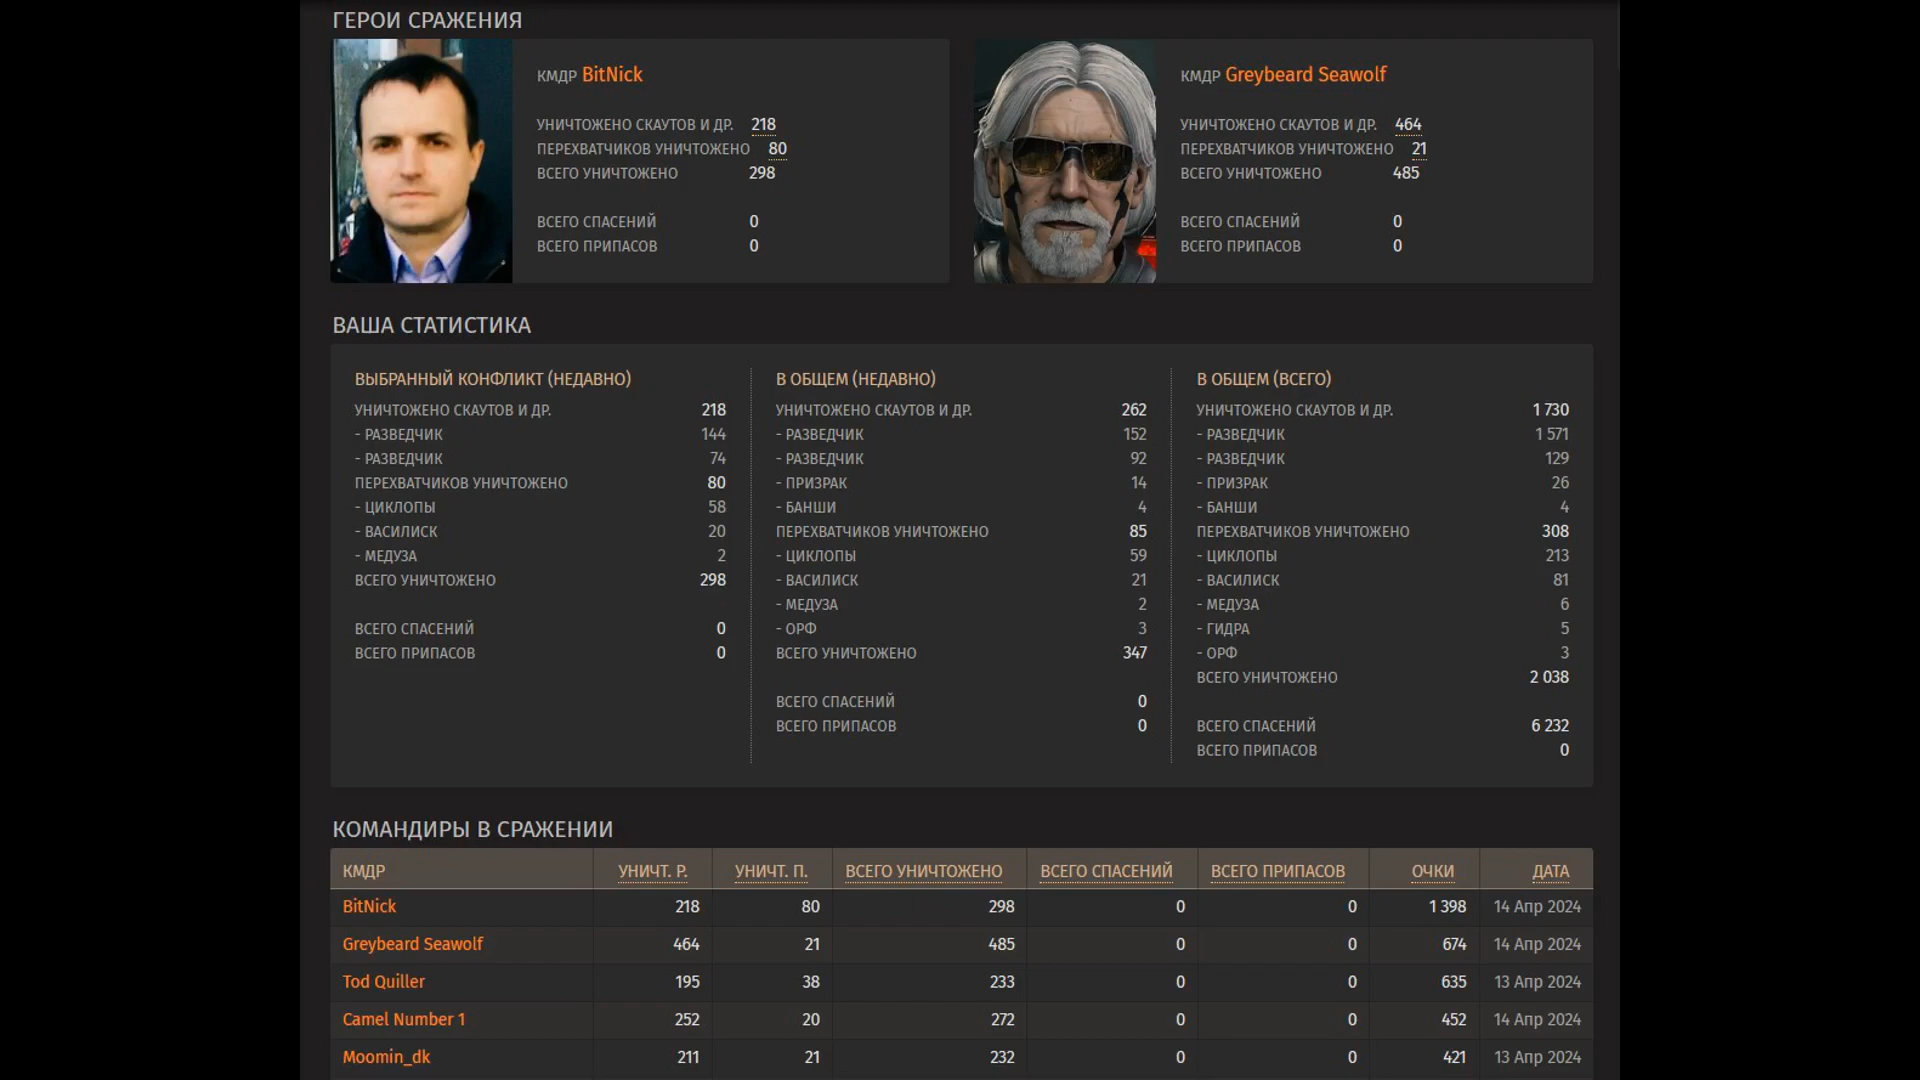 ГЕРОИ СРАЖЕНИЯ
КМДР BitNick
УНИЧТОЖЕНО СКАУТОВ И ДР. 218
ПЕРЕХВАТЧИКОВ УНИЧТОЖЕНО 80
ВСЕГО УНИЧТОЖЕНО 298
ВСЕГО СПАСЕНИЙ 0
ВСЕГО ПРИПАСОВ 0
КМДР Greybeard Seawolf
УНИЧТОЖЕНО СКАУТОВ И ДР. 464
ПЕРЕХВАТЧИКОВ УНИЧТОЖЕНО 21
ВСЕГО УНИЧТОЖЕНО 485
ВСЕГО СПАСЕНИЙ 0
ВСЕГО ПРИПАСОВ 0
ВАША СТАТИСТИКА
ВЫБРАННЫЙ КОНФЛИКТ (НЕДАВНО)
УНИЧТОЖЕНО СКАУТОВ И ДР. 218
- РАЗВЕДЧИК 144
- РАЗВЕДЧИК 74
ПЕРЕХВАТЧИКОВ УНИЧТОЖЕНО 80
- ЦИКЛОПЫ 58
- ВАСИЛИСК 20
- МЕДУЗА 2
ВСЕГО УНИЧТОЖЕНО 298
ВСЕГО СПАСЕНИЙ 0
ВСЕГО ПРИПАСОВ 0
В ОБЩЕМ (НЕДАВНО)
УНИЧТОЖЕНО СКАУТОВ И ДР. 262
- РАЗВЕДЧИК 152
- РАЗВЕДЧИК 92
- ПРИЗРАК 14
- БАНШИ 4
ПЕРЕХВАТЧИКОВ УНИЧТОЖЕНО 85
- ЦИКЛОПЫ 59
- ВАСИЛИСК 21
- МЕДУЗА 2
- ОРФ 3
ВСЕГО УНИЧТОЖЕНО 347
ВСЕГО СПАСЕНИЙ 0
ВСЕГО ПРИПАСОВ 0
В ОБЩЕМ (ВСЕГО)
УНИЧТОЖЕНО СКАУТОВ И ДР. 1 730
- РАЗВЕДЧИК 1 571
- РАЗВЕДЧИК 129
- ПРИЗРАК 26
- БАНШИ 4
ПЕРЕХВАТЧИКОВ УНИЧТОЖЕНО 308
- ЦИКЛОПЫ 213
- ВАСИЛИСК 81
- МЕДУЗА 6
- ГИДРА 5
- ОРФ 3
ВСЕГО УНИЧТОЖЕНО 2 038
ВСЕГО СПАСЕНИЙ 6 232
ВСЕГО ПРИПАСОВ 0
КОМАНДИРЫ В СРАЖЕНИИ
КМДР УНИЧТ. Р. УНИЧТ. П. ВСЕГО УНИЧТОЖЕНО ВСЕГО СПАСЕНИЙ ВСЕГО ПРИПАСОВ ОЧКИ ДАТА
BitNick 218 80 298 0 0 1 398 14 Апр 2024
Greybeard Seawolf 464 21 485 0 0 674 14 Апр 2024
Tod Quiller 195 38 233 0 0 635 13 Апр 2024
Camel Number 1 252 20 272 0 0 452 14 Апр 2024
Moomin_dk 211 21 232 0 0 421 13 Апр 2024